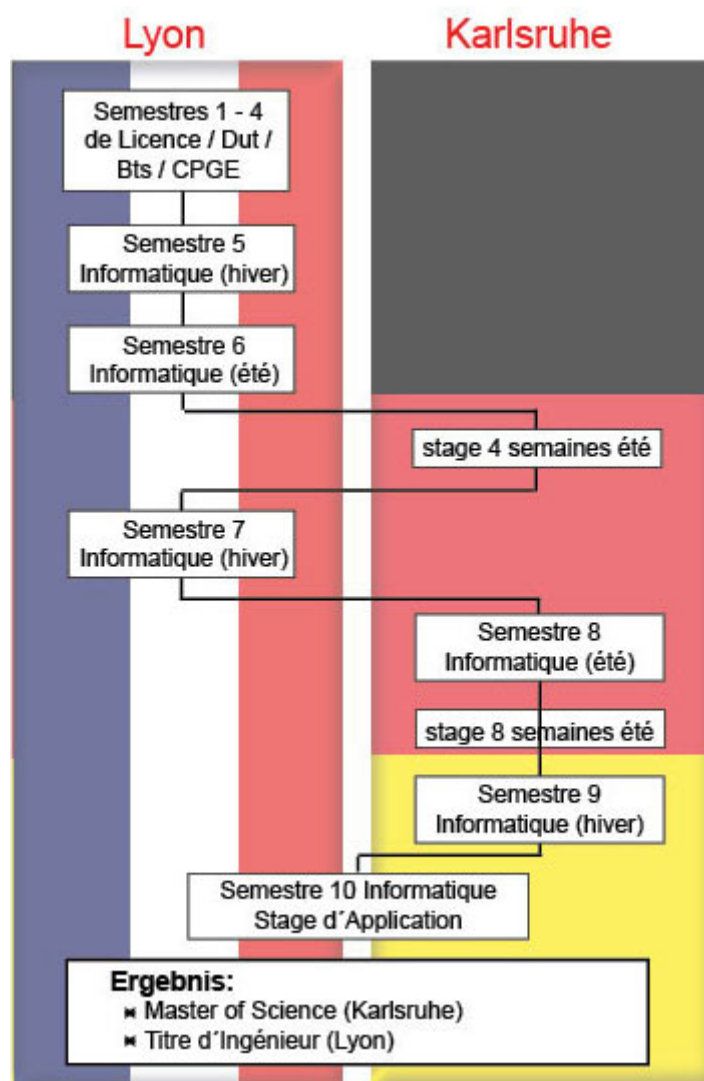 Lyon
Karlsruhe
Semestres 1 - 4
de Licence / Dut /
Bts / CPGE
Semestre 5
Informatique (hiver)
Semestre 6
Informatique (été)
stage 4 semaines été
Semestre 7
Informatique (hiver)
Semestre 8
Informatique (été)
stage 8 semaines été
Semestre 9
Informatique (hiver)
Semestre 10 Informatique
Stage d´Application
Ergebnis:
Master of Science (Karlsruhe)
Titre d´Ingénieur (Lyon)